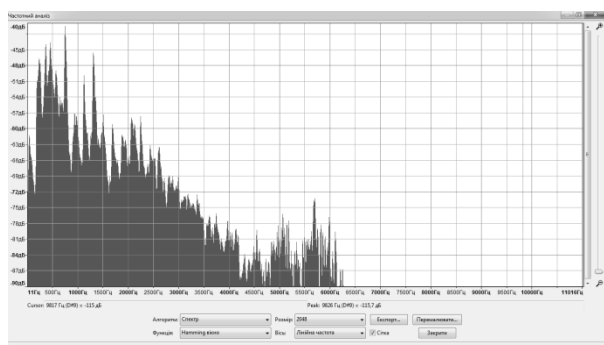 Частотний аналіз
-45дБ
-48дБ
-51дБ
-54дБ
-57дБ
-60дБ
-63дБ
-66дБ
-69дБ
-72дБ
-75дБ
-78дБ
-81дБ
-84дБ
-87дБ
-90дБ
11Гц 500Гц 1000Гц 1500Гц 2000Гц 2500Гц 3000Гц 3500Гц 4000Гц 4500Гц 5000Гц 5500Гц 6000Гц 6500Гц 7000Гц 7500Гц 8000Гц 8500Гц 9000Гц 9500Гц 10000Гц 11016Гц
Cursor: 9817 Гц (D#9) = -115 дБ Peak: 9826 Гц (D#9) = -115,7 дБ
Алгоритм: Спектр Розмір: 2048 Експорт... Перемалювати...
Функція: Hamming вікно Вісь: Лінійна частота Сітка Закрити